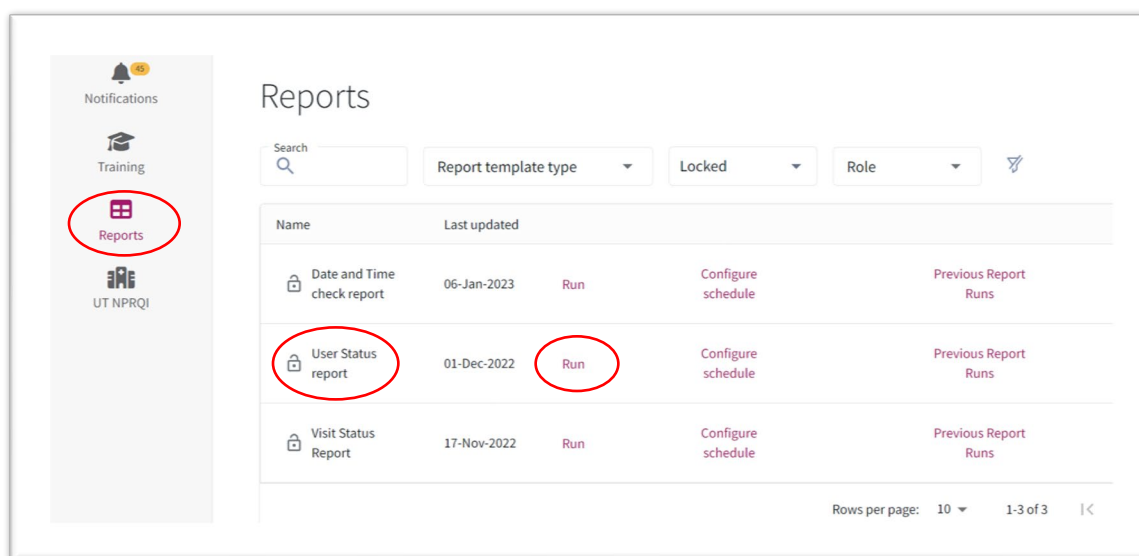 45
Notifications
Training
Reports
UT NPRQI
Reports
Search
Report template type
Locked
Role
Name Last updated
Date and Time
check report
06-Jan-2023 Run
Configure
schedule
Previous Report
Runs
User Status
report
01-Dec-2022 Run
Configure
schedule
Previous Report
Runs
Visit Status
Report
17-Nov-2022 Run
Configure
schedule
Previous Report
Runs
Rows per page: 10 1-3 of 3